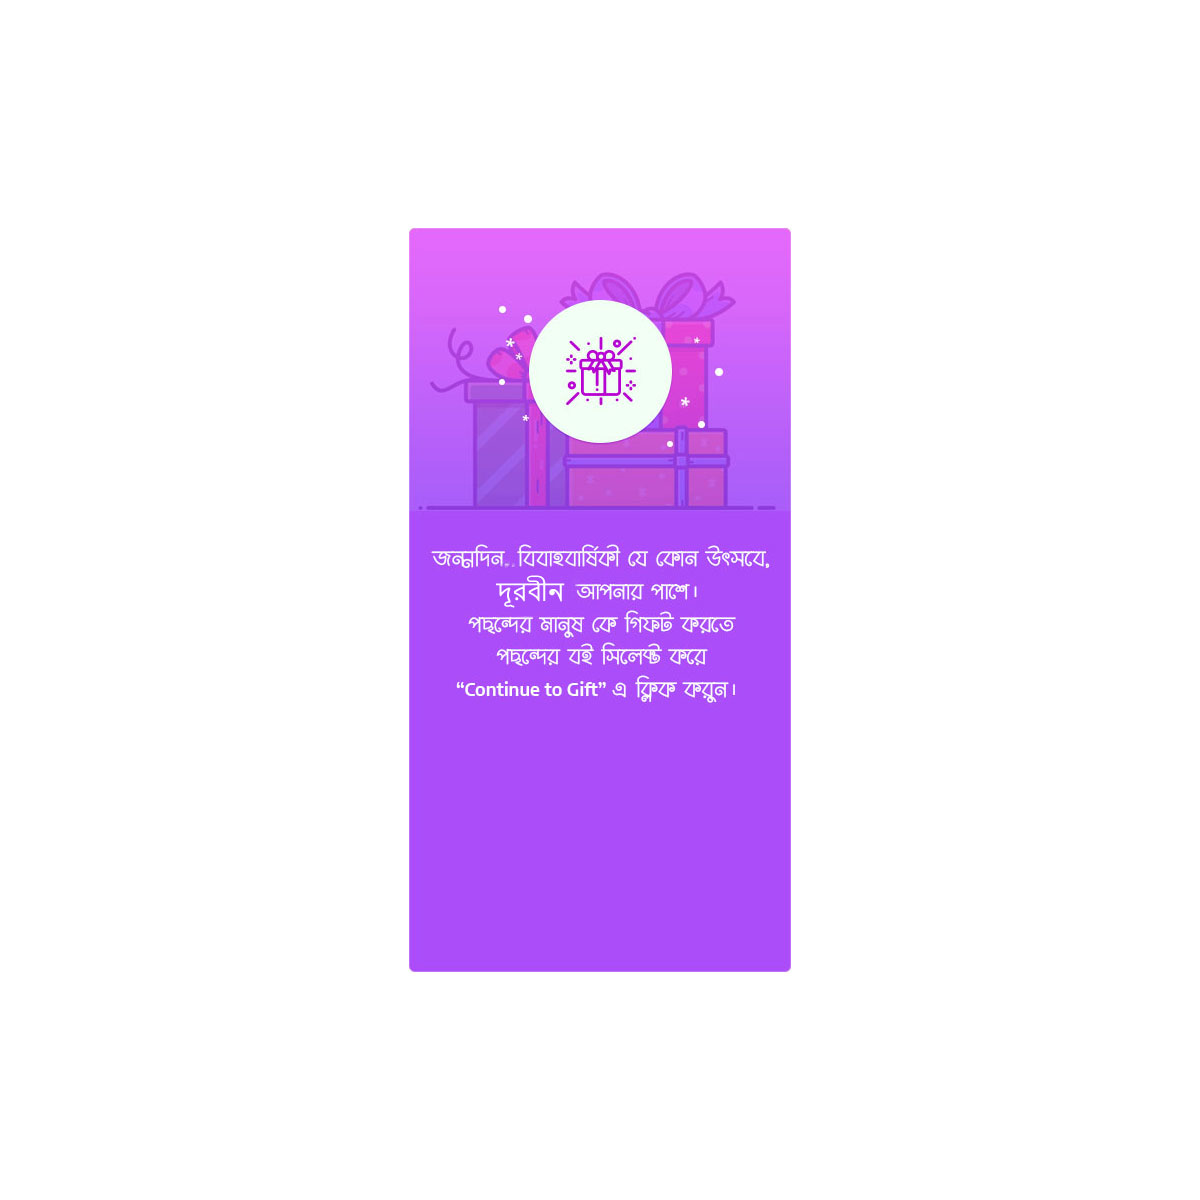 জন্মদিন, বিবাহবার্ষিকী যে কোন উৎসবে,
দূরবীন আপনার পাশে।
পছন্দের মানুষ কে গিফট করতে
পছন্দের বই সিলেক্ট করে
“Continue to Gift” এ ক্লিক করুন।